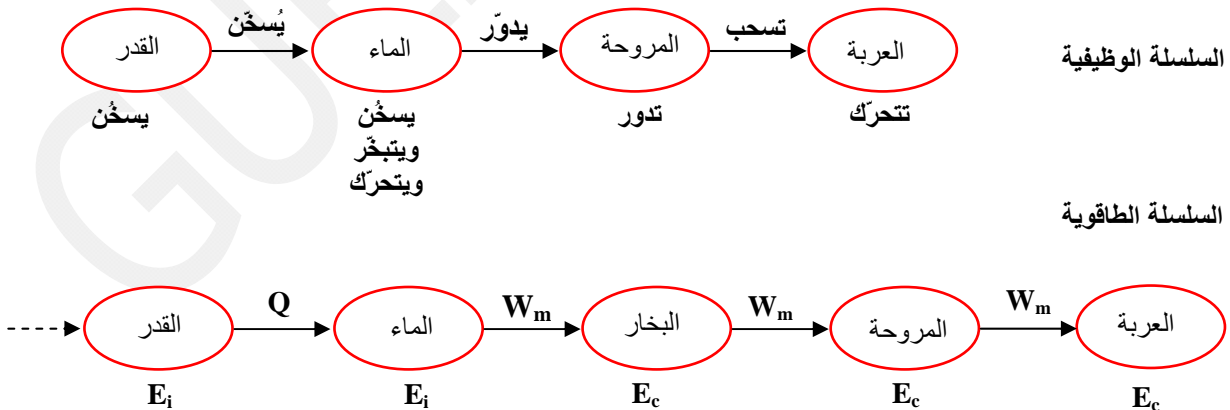 السلسلة الوظيفية
القدر يُسخّن الماء يدوّر المروحة تسحب العربة
يسخُن يسخُن تدور تتحرّك
ويتبخّر
ويتحرّك
السلسلة الطاقوية
القدر Q الماء Wm البخار Wm المروحة Wm العربة
Ei Ei Ec Ec Ec